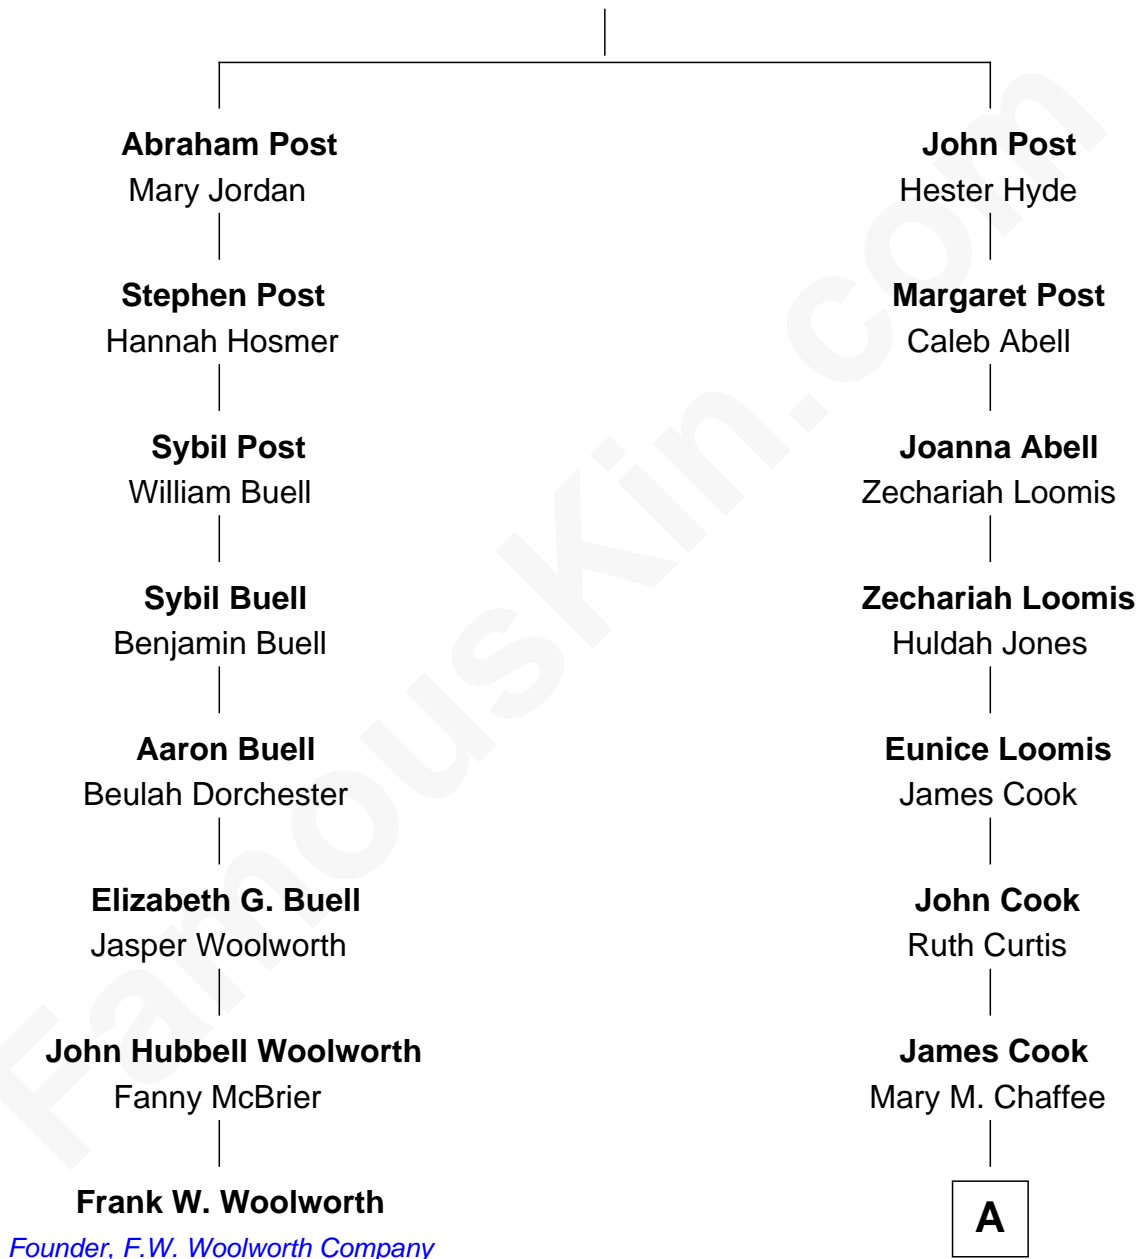 Abraham Post
Mary Jordan
Stephen Post
Hannah Hosmer
Sybil Post
William Buell
Sybil Buell
Benjamin Buell
Aaron Buell
Beulah Dorchester
Elizabeth G. Buell
Jasper Woolworth
John Hubbell Woolworth
Fanny McBrier
Frank W. Woolworth
Founder, F.W. Woolworth Company
John Post
Hester Hyde
Margaret Post
Caleb Abell
Joanna Abell
Zechariah Loomis
Zechariah Loomis
Huldah Jones
Eunice Loomis
James Cook
John Cook
Ruth Curtis
James Cook
Mary M. Chaffee
A
FamousKin.com